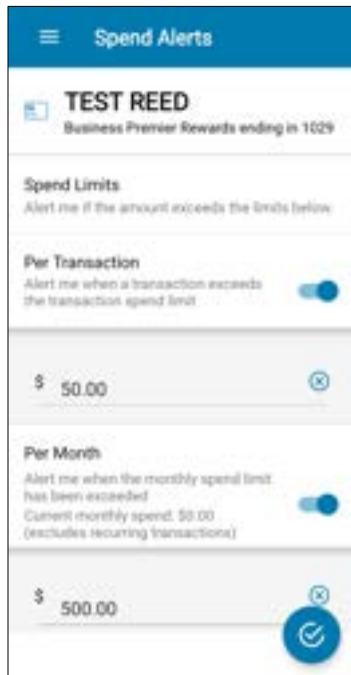 Spend Alerts
TEST REED
Business Premier Rewards ending in 1029
Spend Limits
Alert me if the amount exceeds the limits below
Per Transaction
Alert me when a transaction exceeds
the transaction spend limit
$ 50.00
Per Month
Alert me when the monthly spend limit
has been exceeded
Current monthly spend: $0.00
(excludes recurring transactions)
$ 500.00